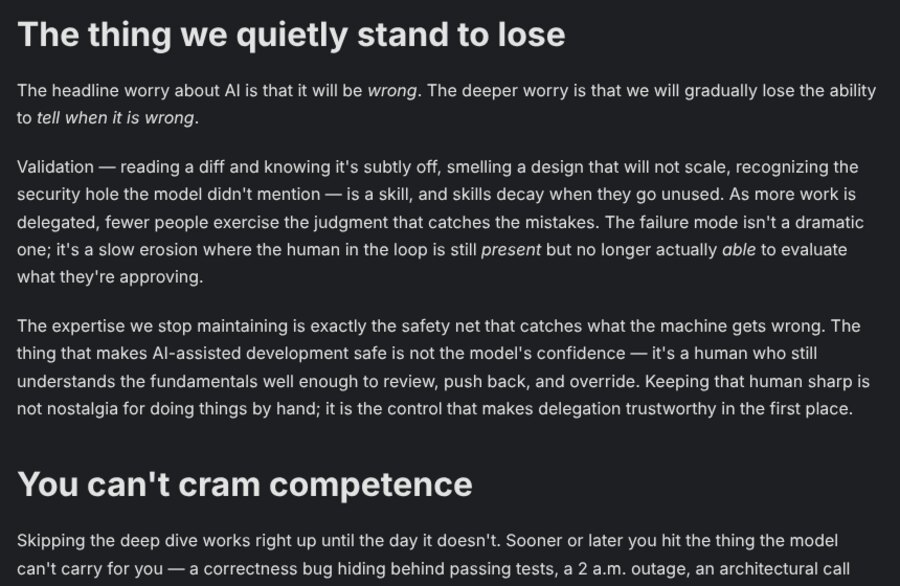 The thing we quietly stand to lose
The headline worry about AI is that it will be wrong. The deeper worry is that we will gradually lose the ability
to tell when it is wrong.
Validation — reading a diff and knowing it's subtly off, smelling a design that will not scale, recognizing the
security hole the model didn't mention — is a skill, and skills decay when they go unused. As more work is
delegated, fewer people exercise the judgment that catches the mistakes. The failure mode isn't a dramatic
one; it's a slow erosion where the human in the loop is still present but no longer actually able to evaluate
what they're approving.
The expertise we stop maintaining is exactly the safety net that catches what the machine gets wrong. The
thing that makes AI-assisted development safe is not the model's confidence — it's a human who still
understands the fundamentals well enough to review, push back, and override. Keeping that human sharp is
not nostalgia for doing things by hand; it is the control that makes delegation trustworthy in the first place.
You can't cram competence
Skipping the deep dive works right up until the day it doesn't. Sooner or later you hit the thing the model
can't carry for you — a correctness bug hiding behind passing tests, a 2 a.m. outage, an architectural call